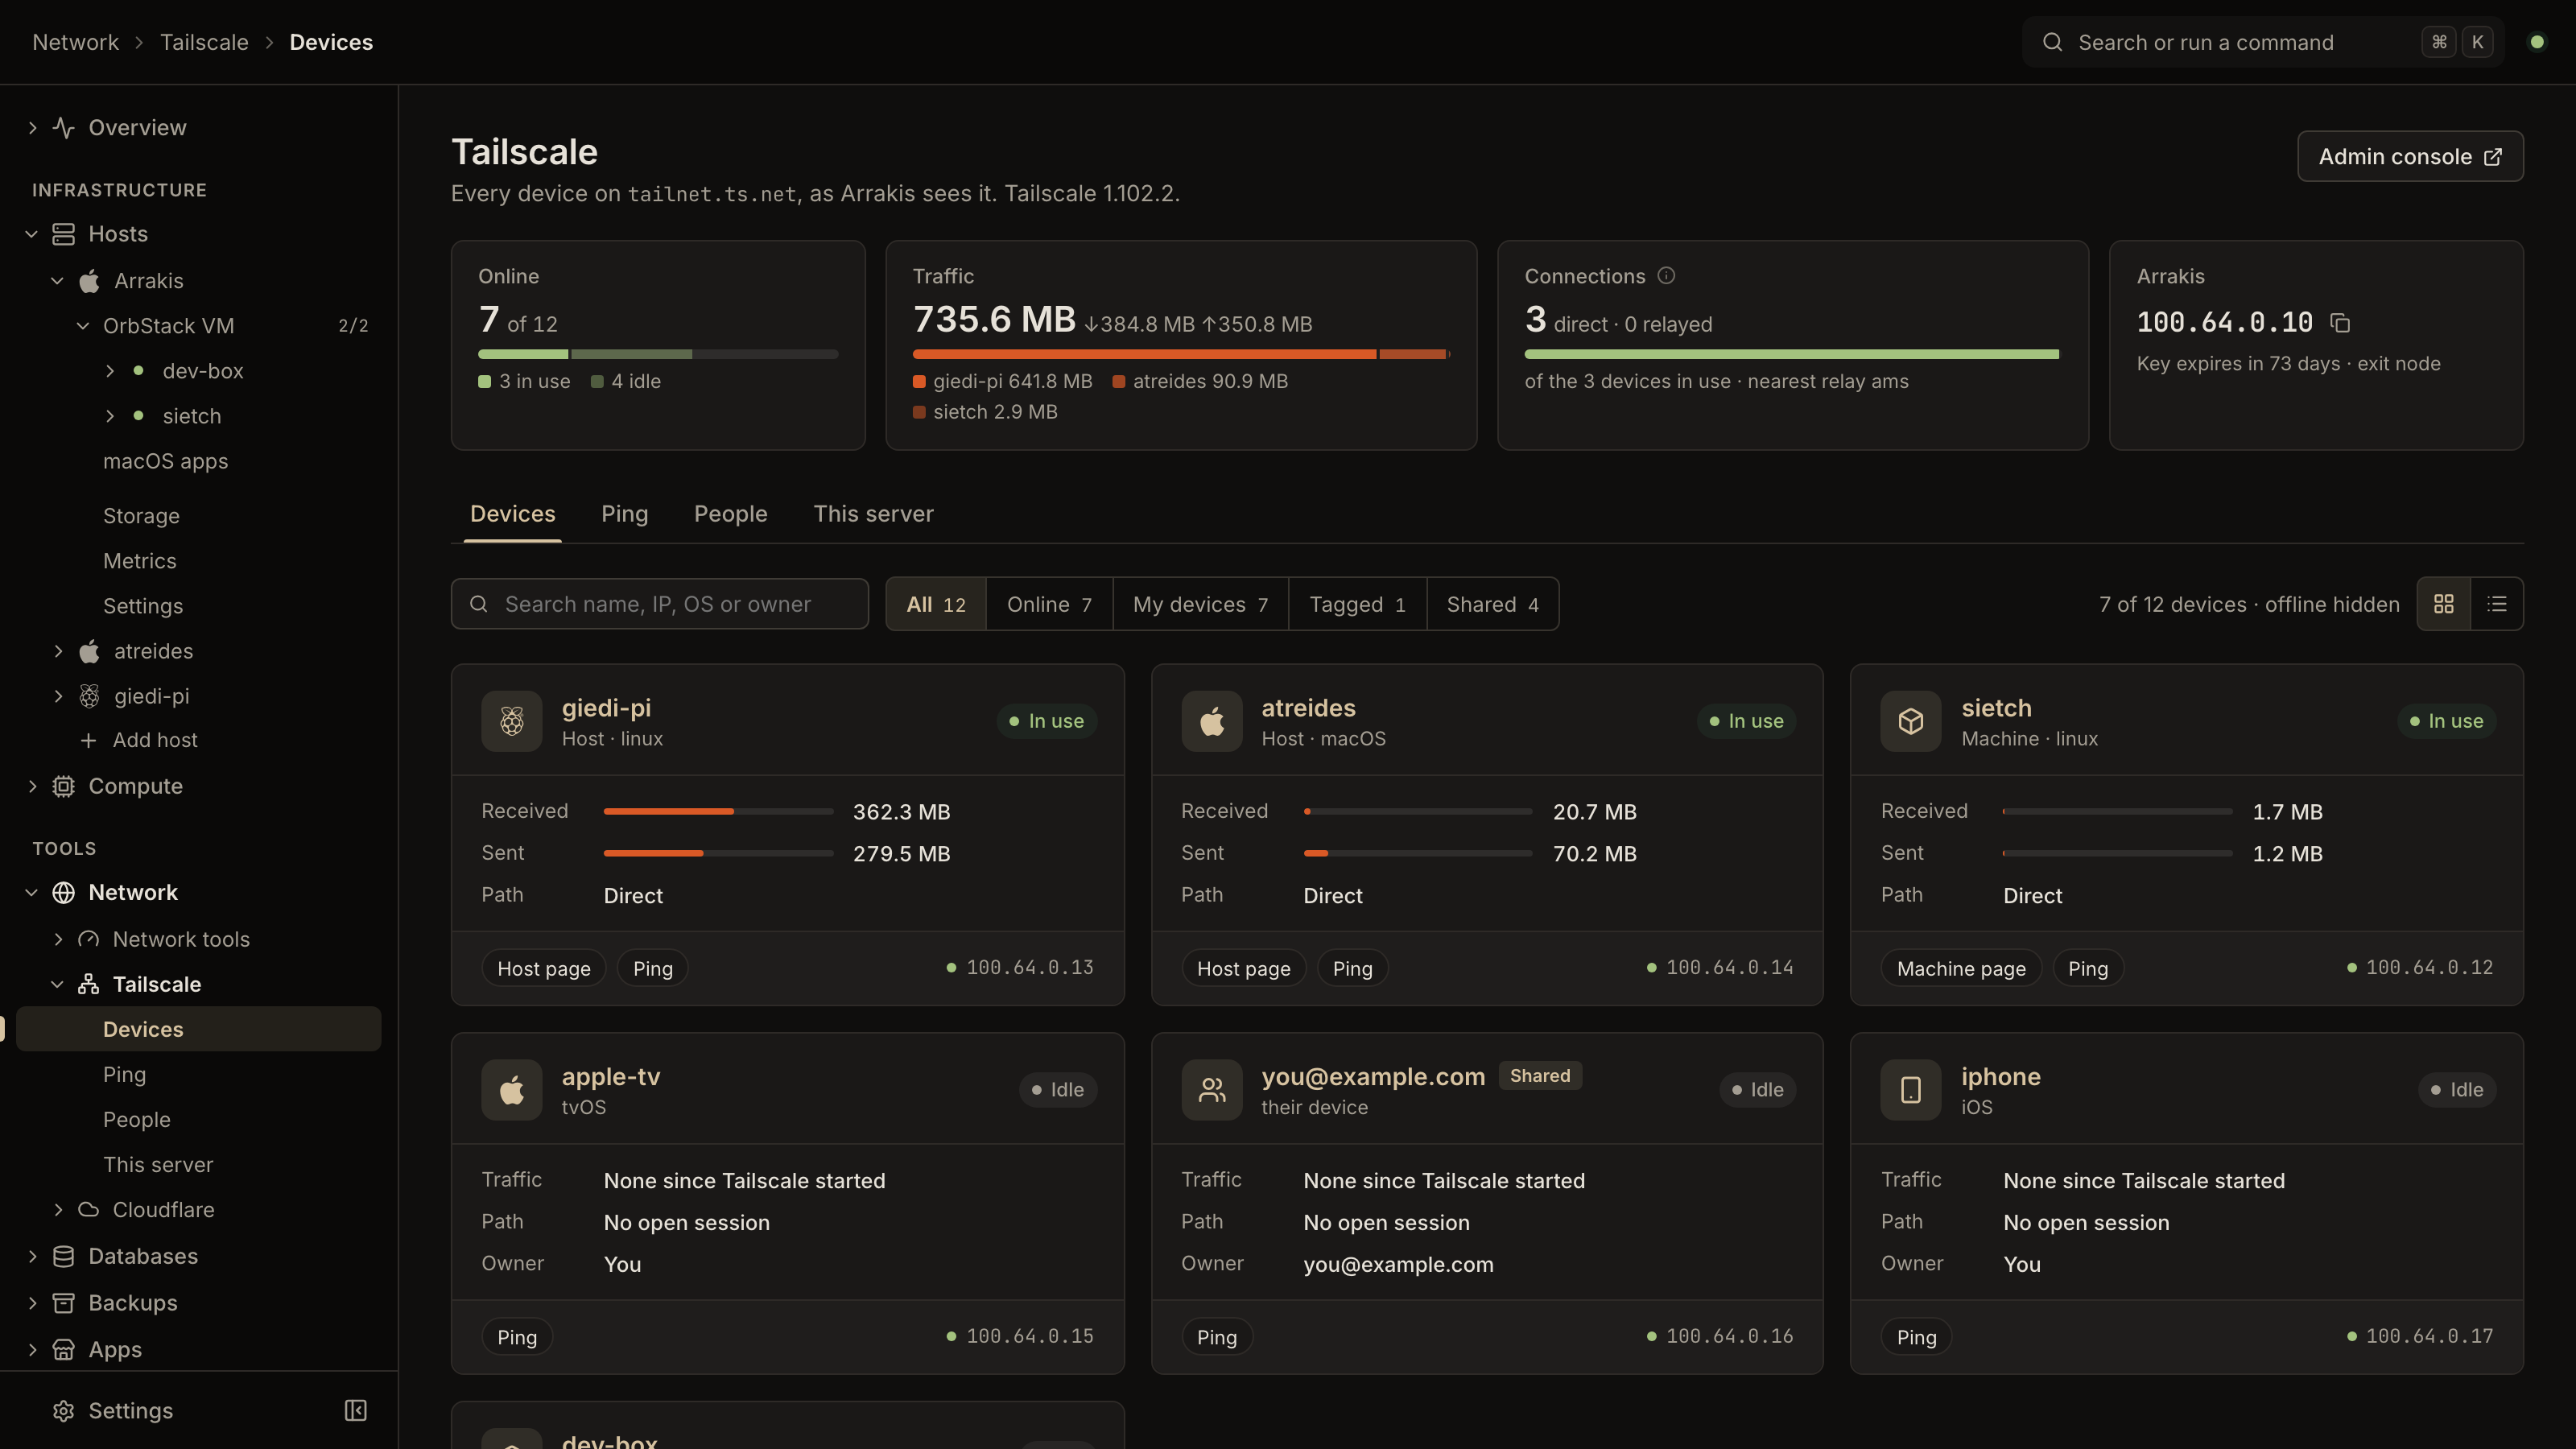 Network > Tailscale > Devices
Search or run a command ⌘ K
Overview
INFRASTRUCTURE
Hosts
Arrakis
OrbStack VM 2/2
dev-box
sietch
macOS apps
Storage
Metrics
Settings
atreides
giedi-pi
Add host
Compute
TOOLS
Network
Network tools
Tailscale
Devices
Ping
People
This server
Cloudflare
Databases
Backups
Apps
Settings
Tailscale
Every device on tailnet.ts.net, as Arrakis sees it. Tailscale 1.102.2.
Admin console
Online
7 of 12
3 in use 4 idle
Traffic
735.6 MB ↓384.8 MB ↑350.8 MB
giedi-pi 641.8 MB atreides 90.9 MB
sietch 2.9 MB
Connections
3 direct · 0 relayed
of the 3 devices in use · nearest relay ams
Arrakis
100.64.0.10
Key expires in 73 days · exit node
Devices Ping People This server
Search name, IP, OS or owner
All 12 Online 7 My devices 7 Tagged 1 Shared 4
7 of 12 devices · offline hidden
giedi-pi
Host · linux
In use
Received 362.3 MB
Sent 279.5 MB
Path Direct
Host page Ping 100.64.0.13
atreides
Host · macOS
In use
Received 20.7 MB
Sent 70.2 MB
Path Direct
Host page Ping 100.64.0.14
sietch
Machine · linux
In use
Received 1.7 MB
Sent 1.2 MB
Path Direct
Machine page Ping 100.64.0.12
apple-tv
tvOS
Idle
Traffic None since Tailscale started
Path No open session
Owner You
Ping 100.64.0.15
you@example.com Shared
their device
Idle
Traffic None since Tailscale started
Path No open session
Owner you@example.com
Ping 100.64.0.16
iphone
iOS
Idle
Traffic None since Tailscale started
Path No open session
Owner You
Ping 100.64.0.17
dev-box